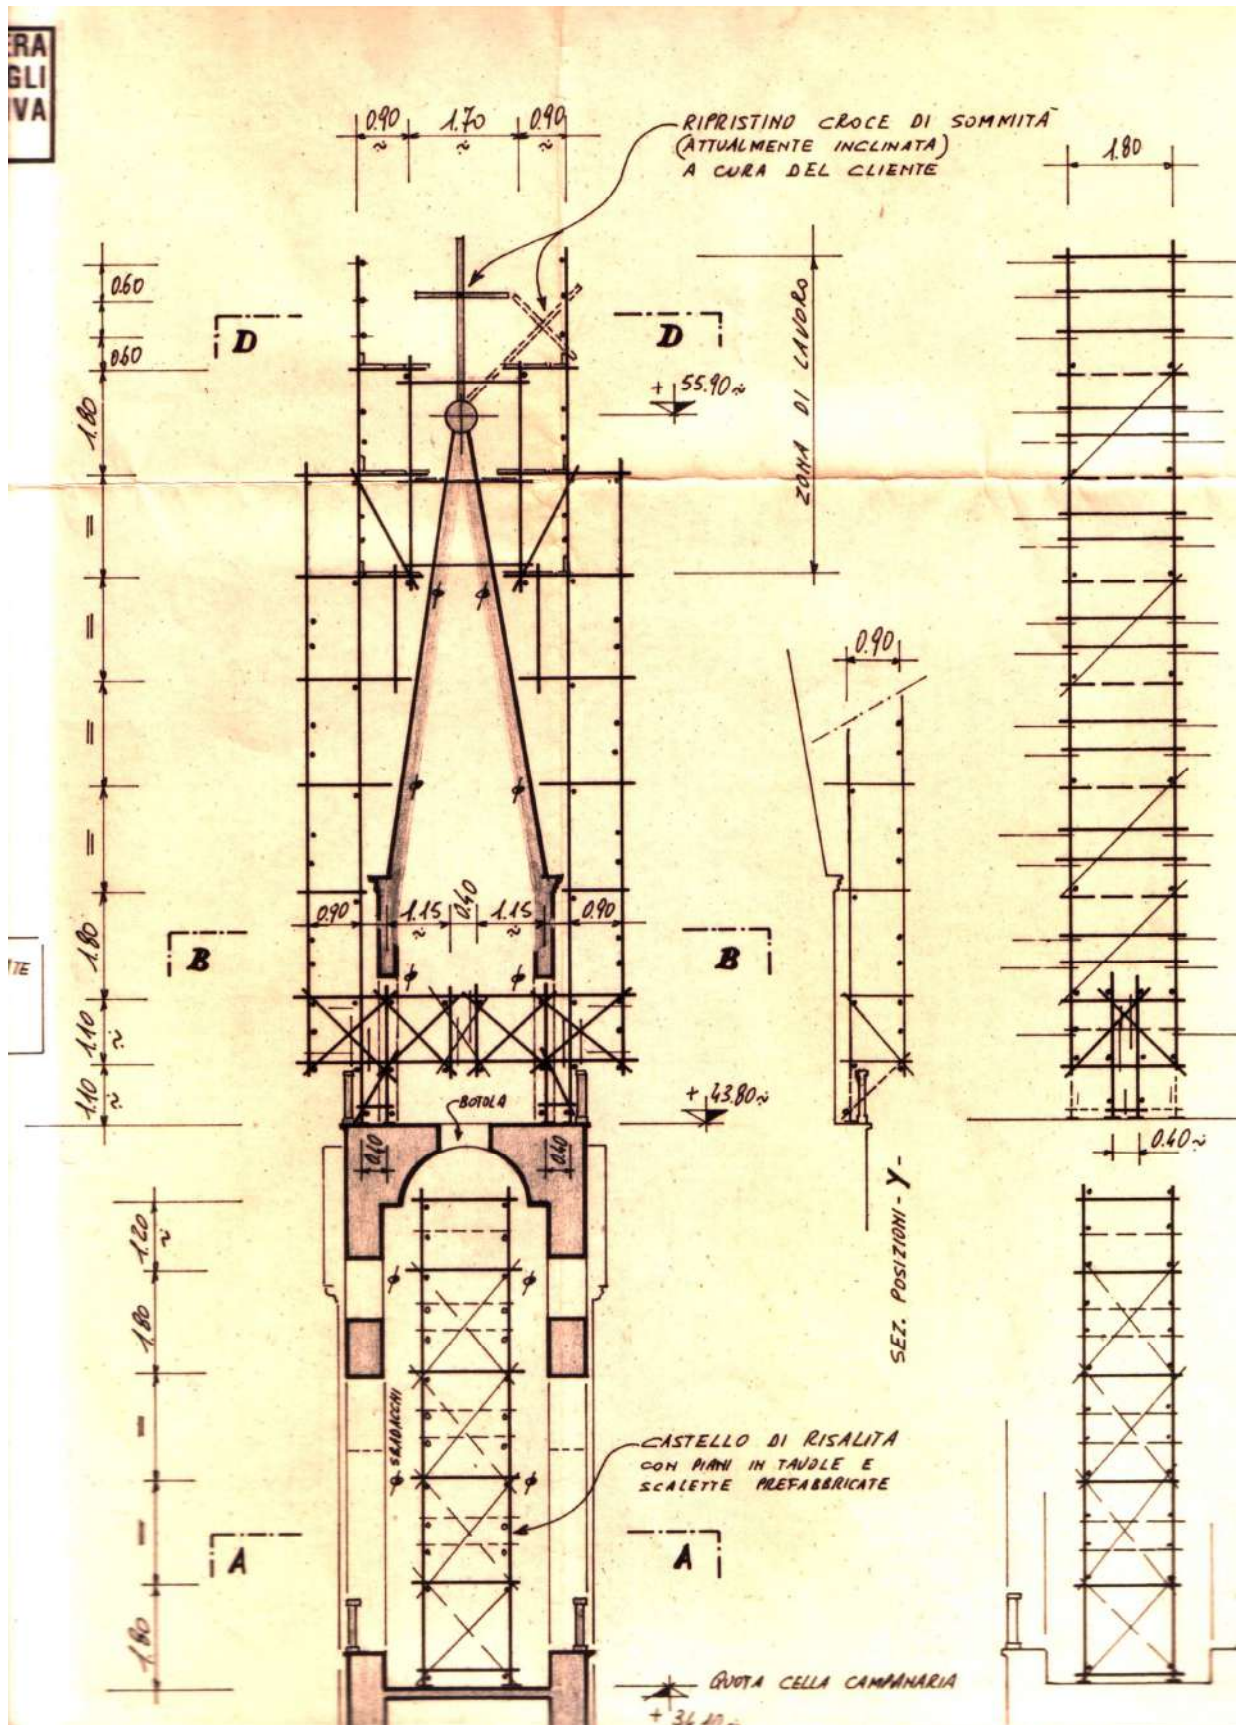 ERA
GLI
IVA
0.90 1.70 0.90
RIPRISTINO CROCE DI SOMMITÀ
(ATTUALMENTE INCLINATA)
A CURA DEL CLIENTE
1.80
0.60
0.60
D
D
+ 55.90 ~
ZONA DI LAVORO
1.80
=
=
=
=
0.90
0.90 1.15 0.40 1.15 0.90
B
B
TE
1.80
1.10 ~
1.10 ~
BOTOLA
+ 43.80 ~
0.40 ~
0.40
0.40
SEZ. POSIZIONI - Y -
1.20 ~
1.80
=
=
1.80
Φ SBADACCHI
CASTELLO DI RISALITA
CON PIANI IN TAVOLE E
SCALETTE PREFABBRICATE
A
A
QUOTA CELLA CAMPANARIA